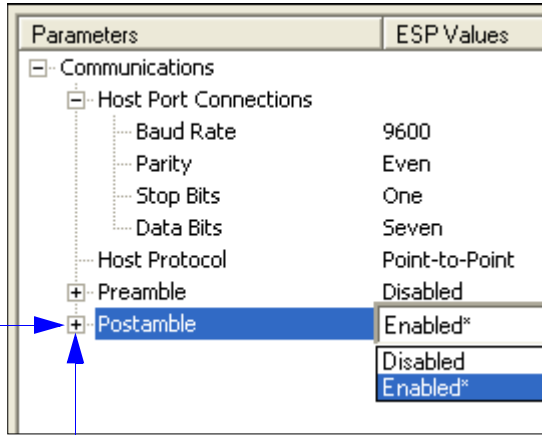 Parameters ESP Values
Communications
Host Port Connections
Baud Rate 9600
Parity Even
Stop Bits One
Data Bits Seven
Host Protocol Point-to-Point
Preamble Disabled
Postamble Enabled*
Disabled
Enabled*